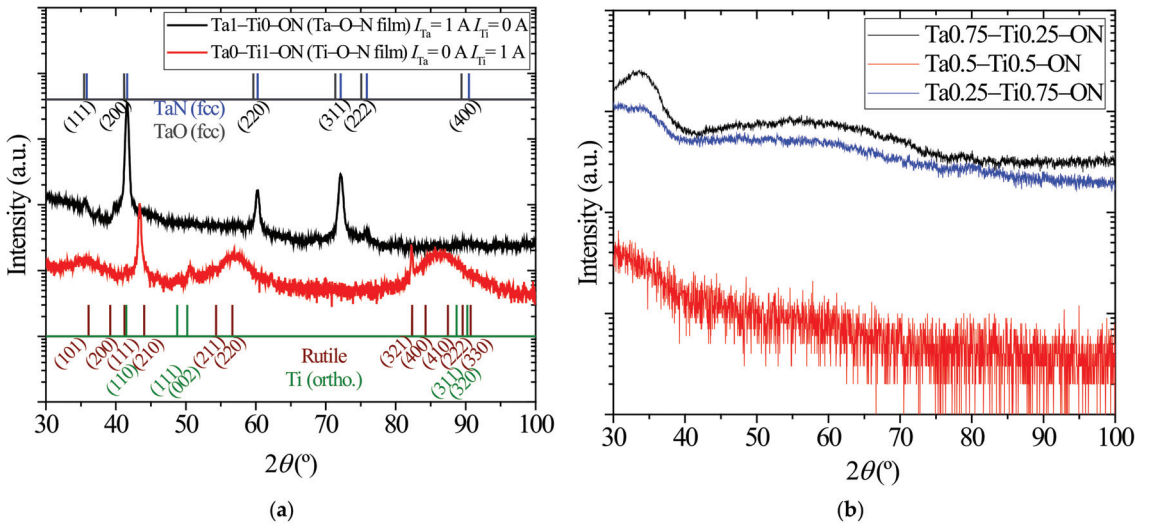 Ta1–Ti0–ON (Ta–O–N film) I_Ta = 1 A I_Ti = 0 A
Ta0–Ti1–ON (Ti–O–N film) I_Ta = 0 A I_Ti = 1 A
(111) (200) (220) (311) (222) (400)
TaN (fcc)
TaO (fcc)
Intensity (a.u.)
(101) (200) (111) (210) (211) (220) (321) (400) (410) (222) (330)
(110) (111) (002) (311) (320)
Rutile
Ti (ortho.)
30 40 50 60 70 80 90 100
2θ(º)
(a)
Ta0.75–Ti0.25–ON
Ta0.5–Ti0.5–ON
Ta0.25–Ti0.75–ON
Intensity (a.u.)
30 40 50 60 70 80 90 100
2θ(º)
(b)